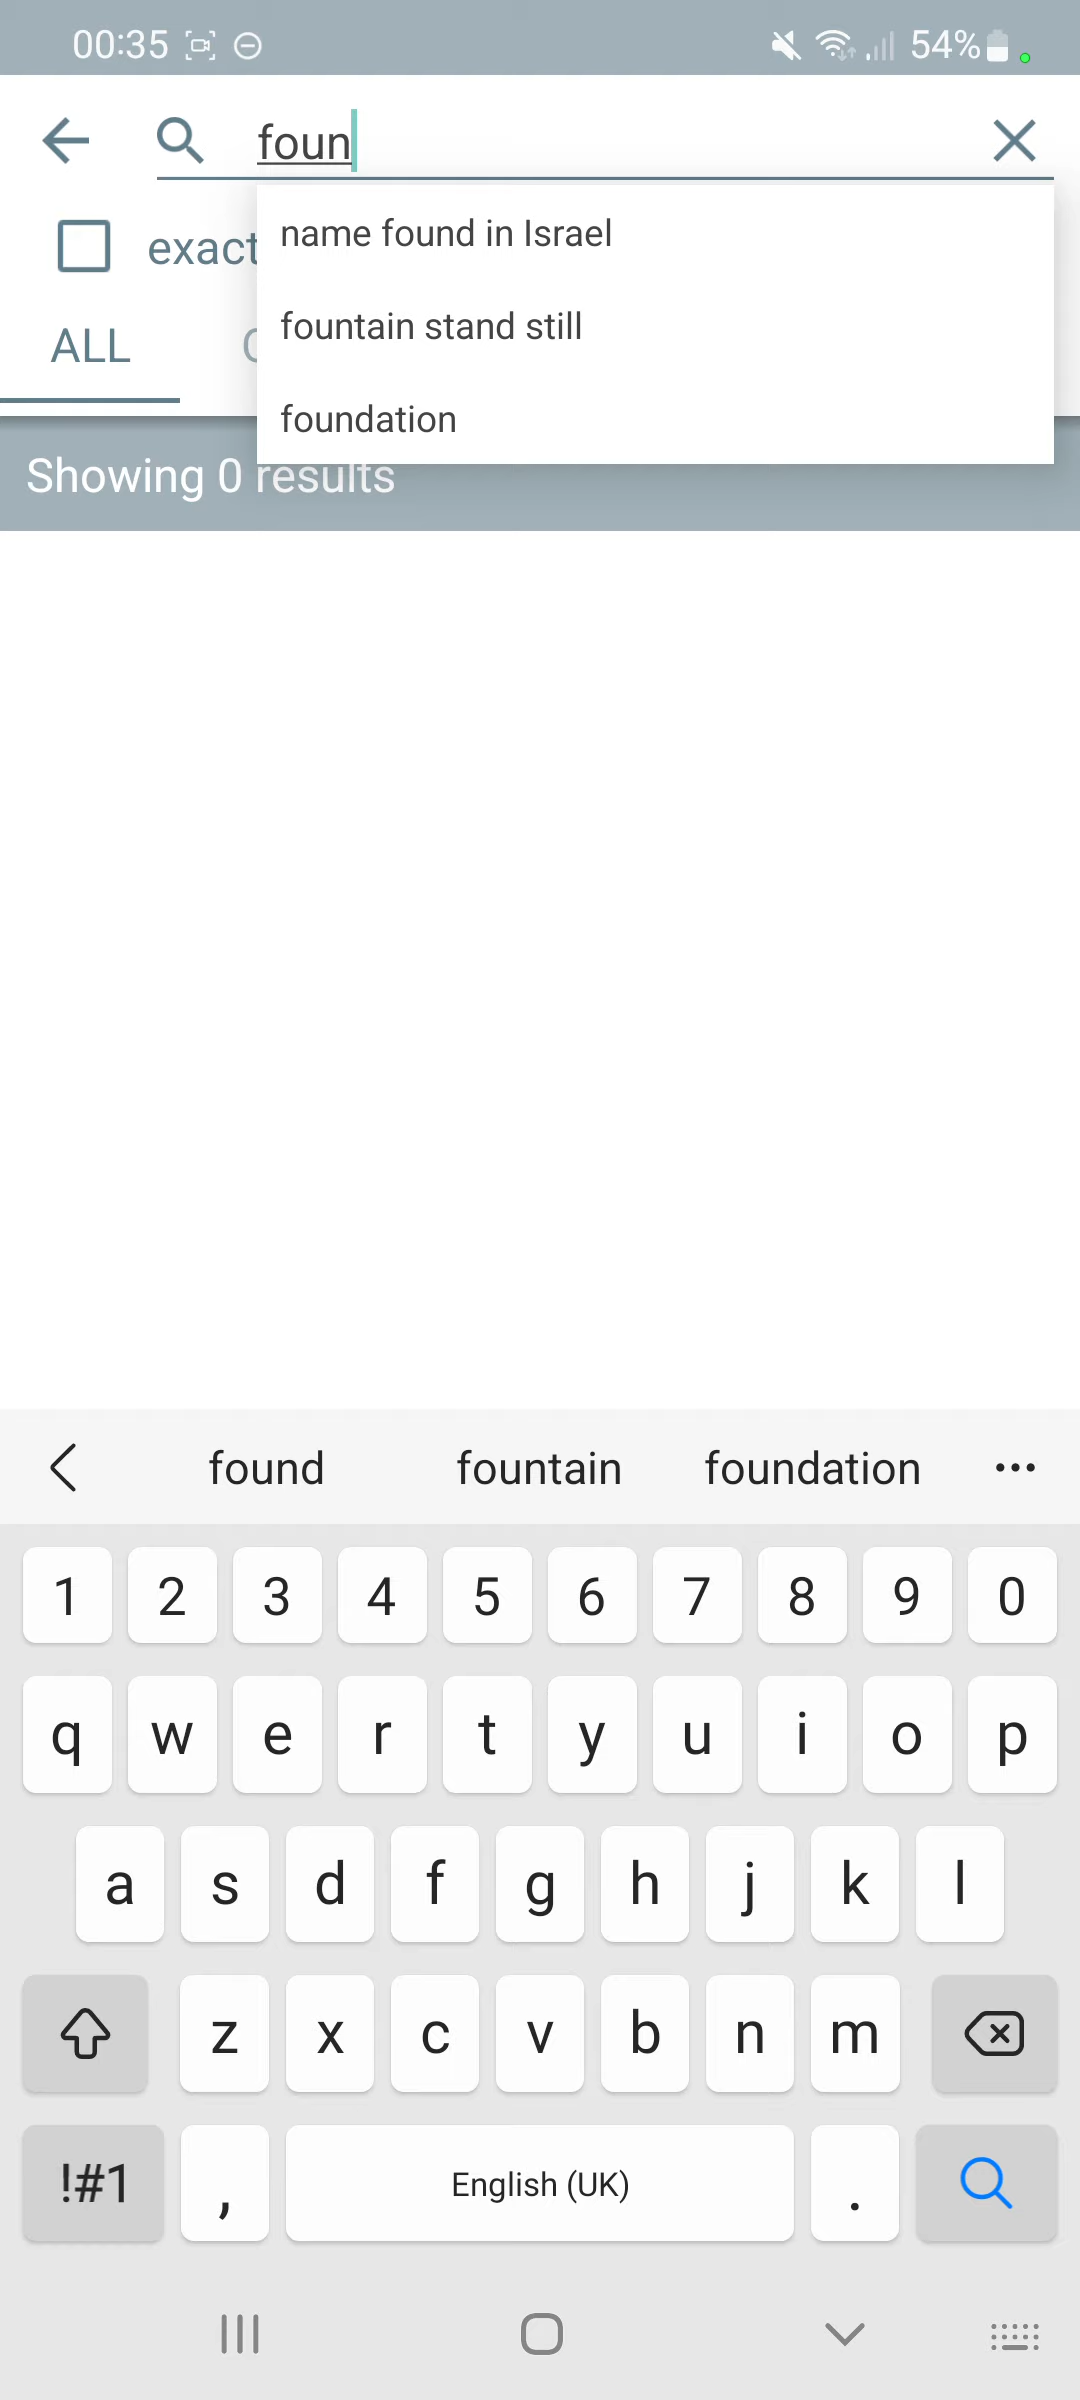 00:35 54%
foun
name found in Israel
exact
fountain stand still
ALL
foundation
Showing 0 results
found fountain foundation
1 2 3 4 5 6 7 8 9 0
q w e r t y u i o p
a s d f g h j k l
z x c v b n m
!#1 , English (UK) .